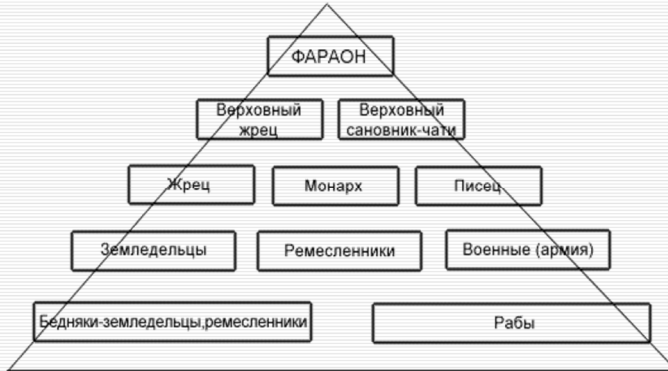 ФАРАОН
Верховный
жрец
Верховный
сановник-чати
Жрец
Монарх
Писец
Земледельцы
Ремесленники
Военные (армия)
Бедняки-земледельцы,ремесленники
Рабы